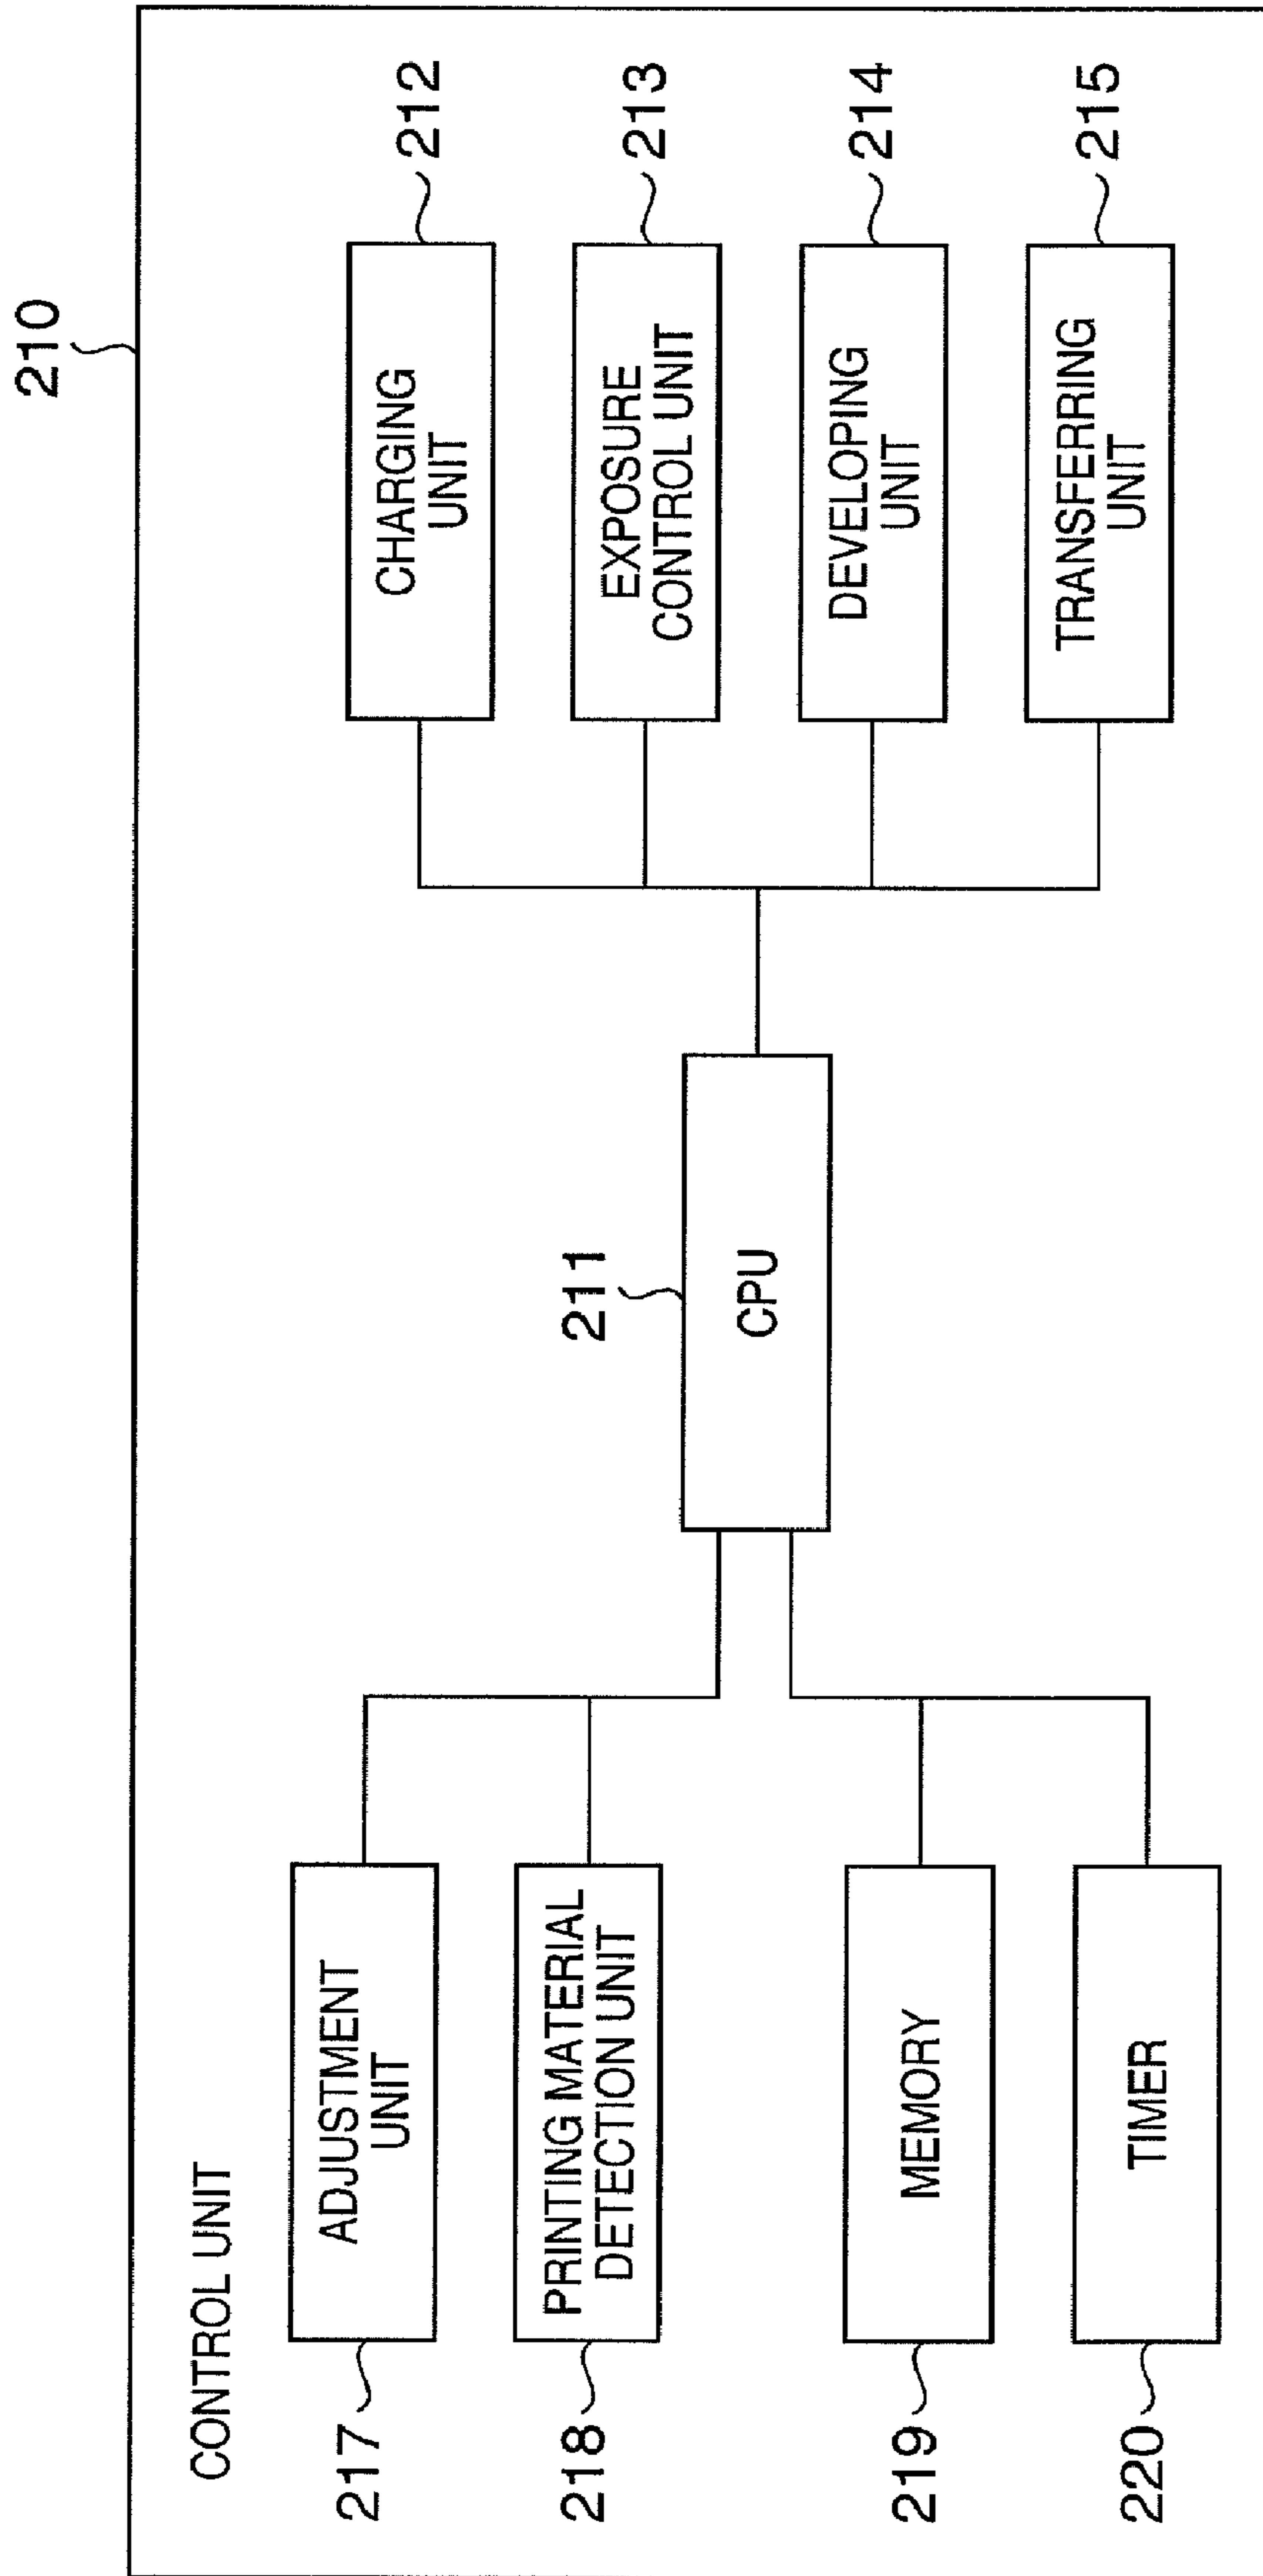 210
CONTROL UNIT
217
ADJUSTMENT
UNIT
218
PRINTING MATERIAL
DETECTION UNIT
219
MEMORY
220
TIMER
211
CPU
CHARGING
UNIT
212
EXPOSURE
CONTROL UNIT
213
DEVELOPING
UNIT
214
TRANSFERRING
UNIT
215